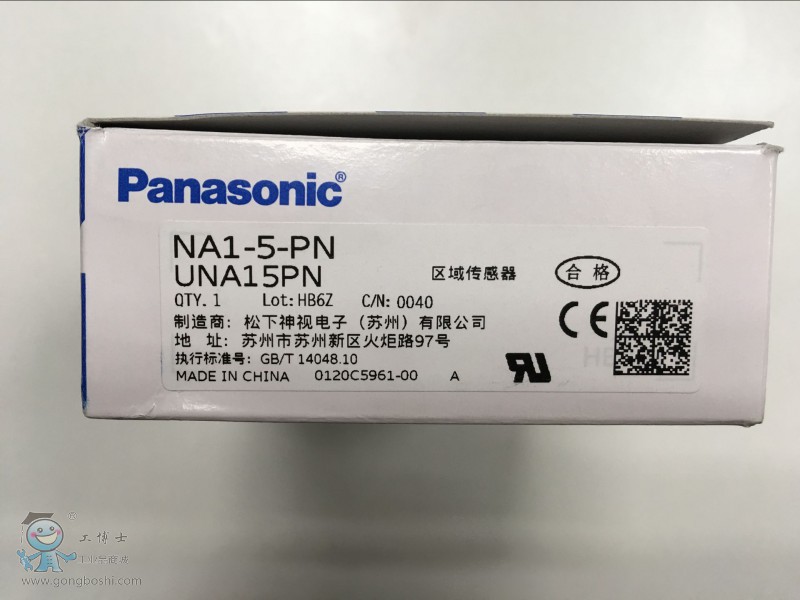 Panasonic®
NA1-5-PN
UNA15PN
区域传感器
合格
QTY.1 Lot:HB6Z C/N:0040
制造商：松下神视电子（苏州）有限公司
地 址：苏州市苏州新区火炬路97号
执行标准号：GB/T 14048.10
MADE IN CHINA 0120C5961-00 A
CE
工博士
®
www.gongboshi.com